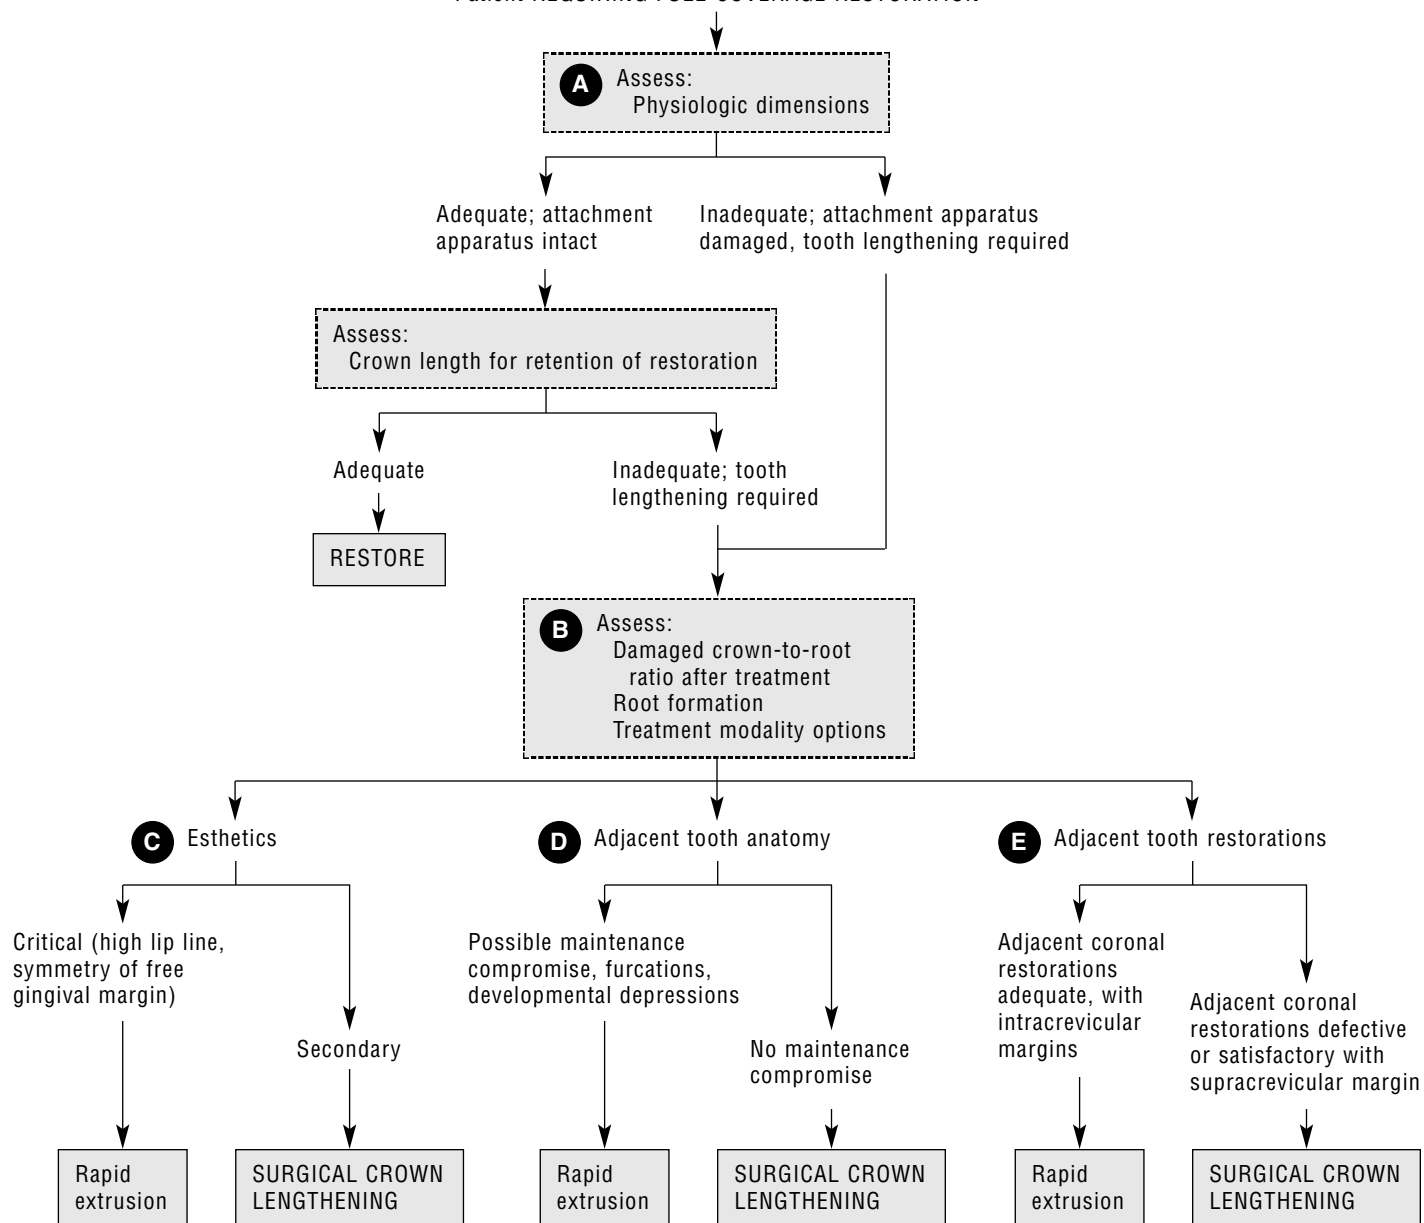 Patient REQUIRING FULL-COVERAGE RESTORATION
A
Assess:
Physiologic dimensions
Adequate; attachment
apparatus intact
Inadequate; attachment apparatus
damaged, tooth lengthening required
Assess:
Crown length for retention of restoration
Adequate
Inadequate; tooth
lengthening required
RESTORE
B
Assess:
Damaged crown-to-root
ratio after treatment
Root formation
Treatment modality options
C
Esthetics
D
Adjacent tooth anatomy
E
Adjacent tooth restorations
Critical (high lip line,
symmetry of free
gingival margin)
Secondary
Possible maintenance
compromise, furcations,
developmental depressions
No maintenance
compromise
Adjacent coronal
restorations
adequate, with
intracrevicular
margins
Adjacent coronal
restorations defective
or satisfactory with
supracrevicular margin
Rapid
extrusion
SURGICAL CROWN
LENGTHENING
Rapid
extrusion
SURGICAL CROWN
LENGTHENING
Rapid
extrusion
SURGICAL CROWN
LENGTHENING